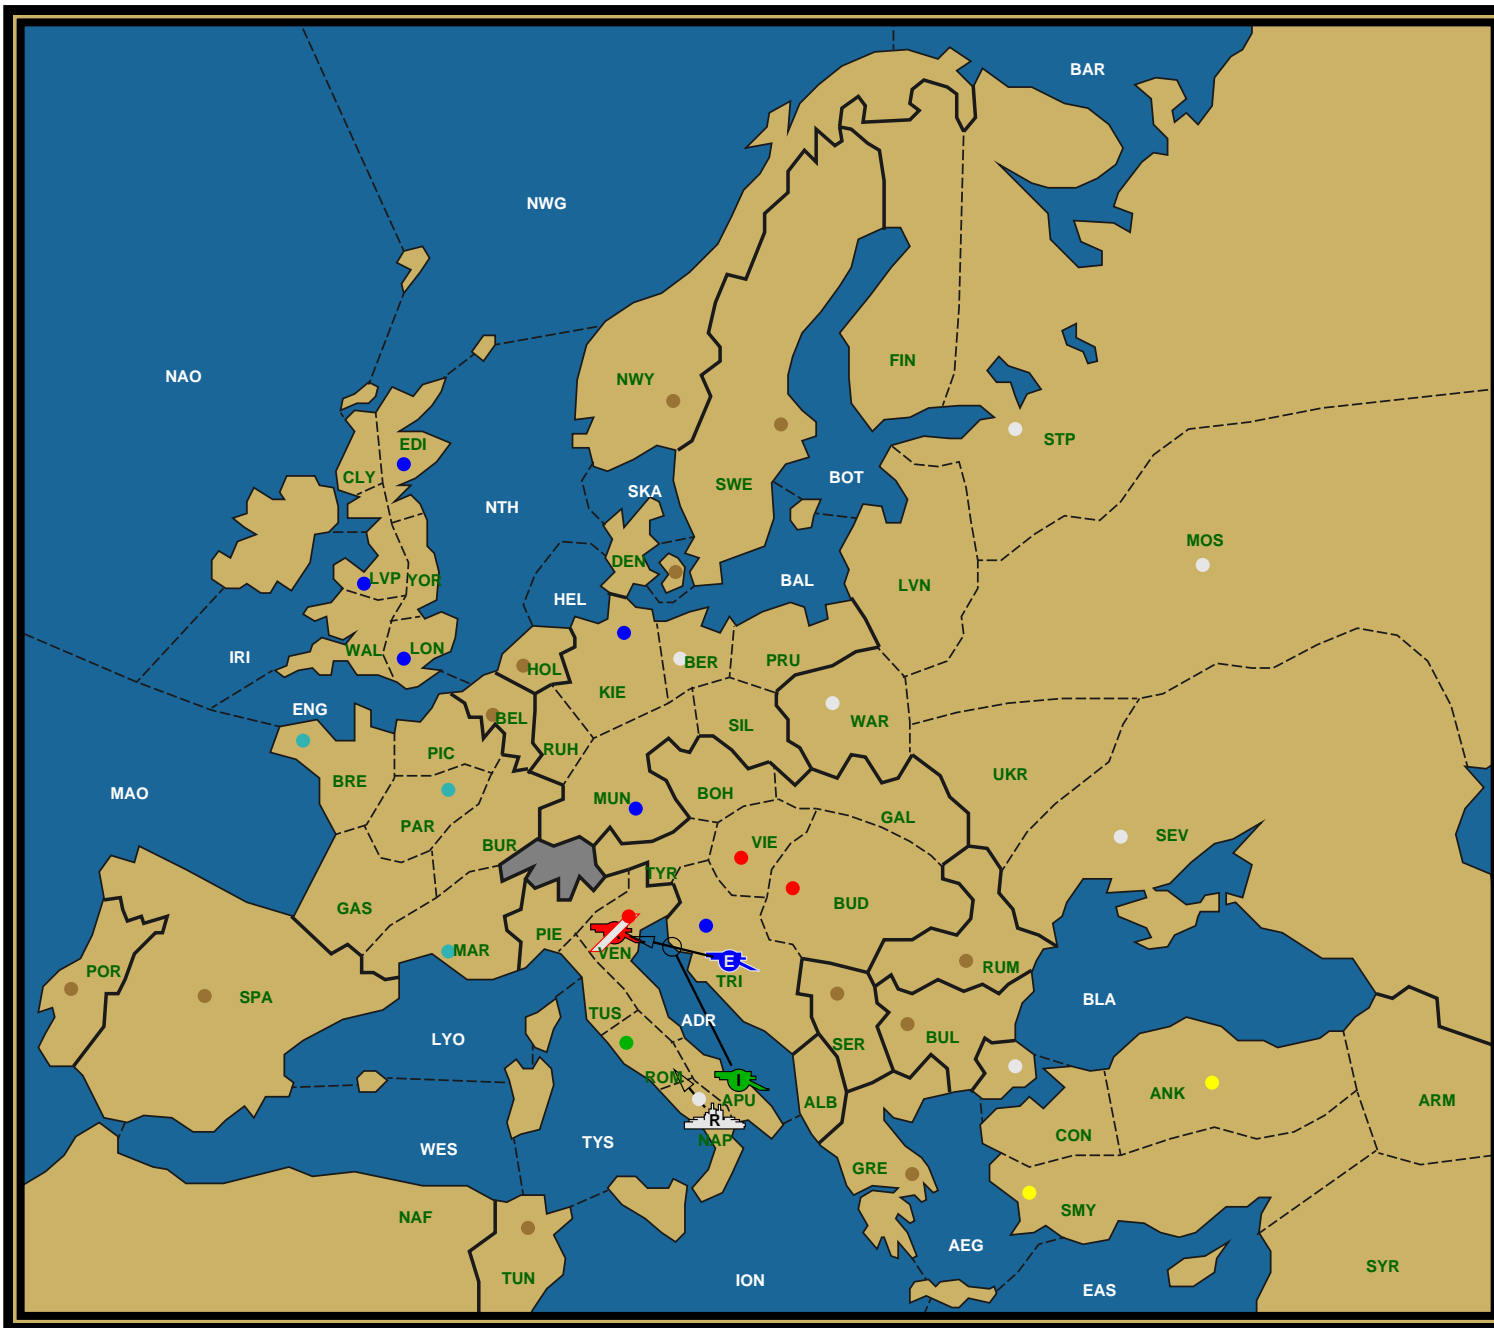 BAR
NWG
NAO
FIN
NWY
STP
EDI
CLY
SKA
SWE
BOT
NTH
MOS
DEN
LVP YOR
BAL
LVN
HEL
IRI
WAL
LON
HOL
BER
PRU
KIE
ENG
BEL
SIL
WAR
PIC
RUH
UKR
BRE
MAO
MUN
BOH
GAL
PAR
SEV
BUR
VIE
TYR
BUD
GAS
PIE
MAR
VEN
E
RUM
POR
TRI
SPA
BLA
TUS
ADR
LYO
BUL
SER
ROM
I
ANK
APU
ALB
ARM
R
CON
NAP
TYS
WES
GRE
SMY
NAF
AEG
SYR
TUN
ION
EAS